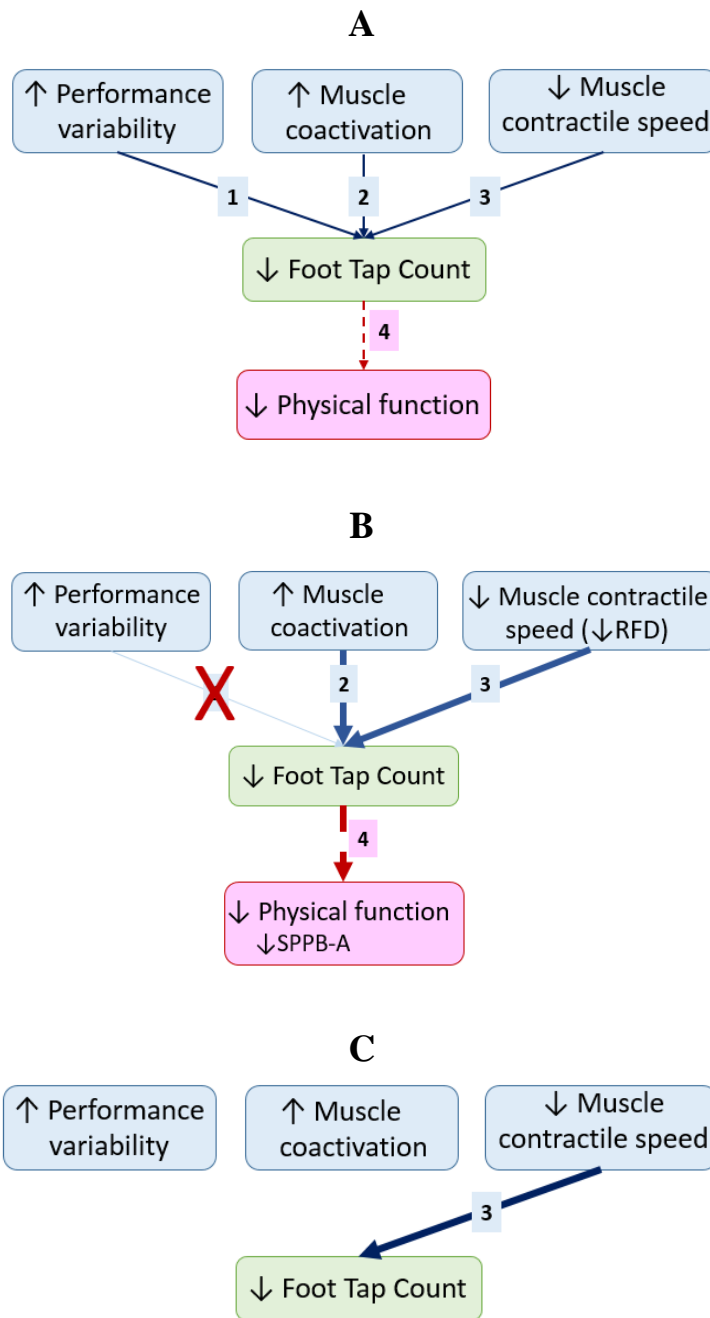 A
↑ Performance
variability
↑ Muscle
coactivation
↓ Muscle
contractile speed
1
2
3
↓ Foot Tap Count
4
↓ Physical function
B
↑ Performance
variability
↑ Muscle
coactivation
↓ Muscle contractile
speed (↓RFD)
X
2
3
↓ Foot Tap Count
4
↓ Physical function
↓SPPB-A
C
↑ Performance
variability
↑ Muscle
coactivation
↓ Muscle
contractile speed
3
↓ Foot Tap Count